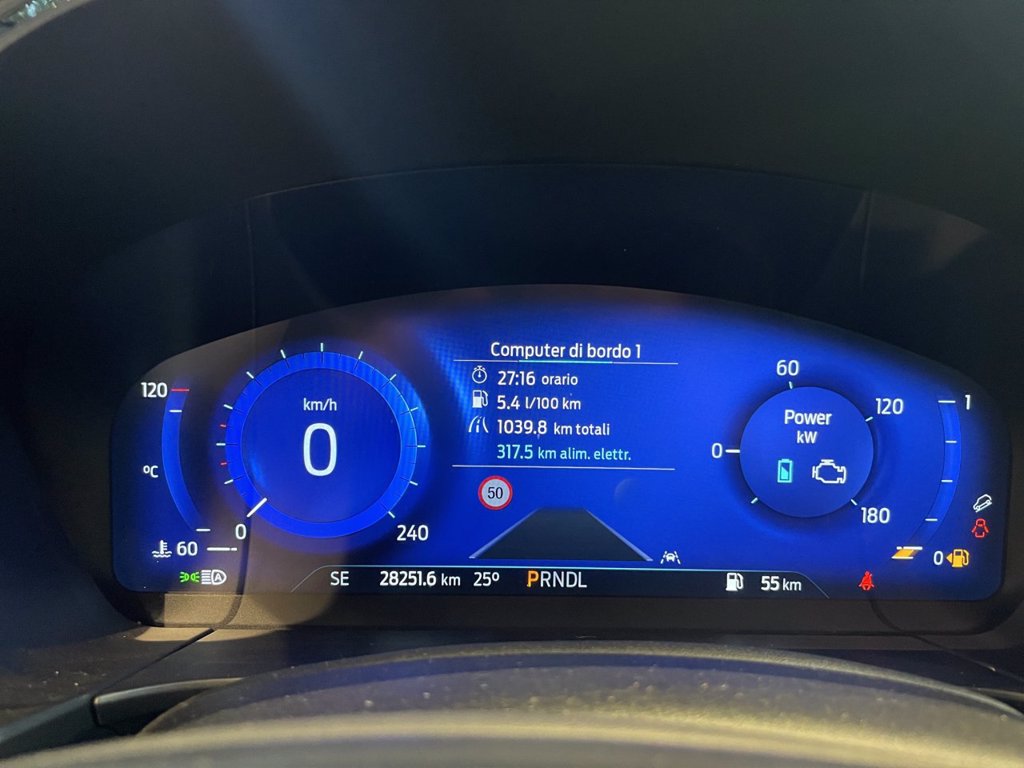 Computer di bordo 1
27:16 orario
5.4 l/100 km
1039.8 km totali
317.5 km alim. elettr.
120
°C
60
km/h
0
0
240
50
Power
kW
0
60
120
180
1
0
SE
28251.6 km
25°
PRNDL
55 km
A